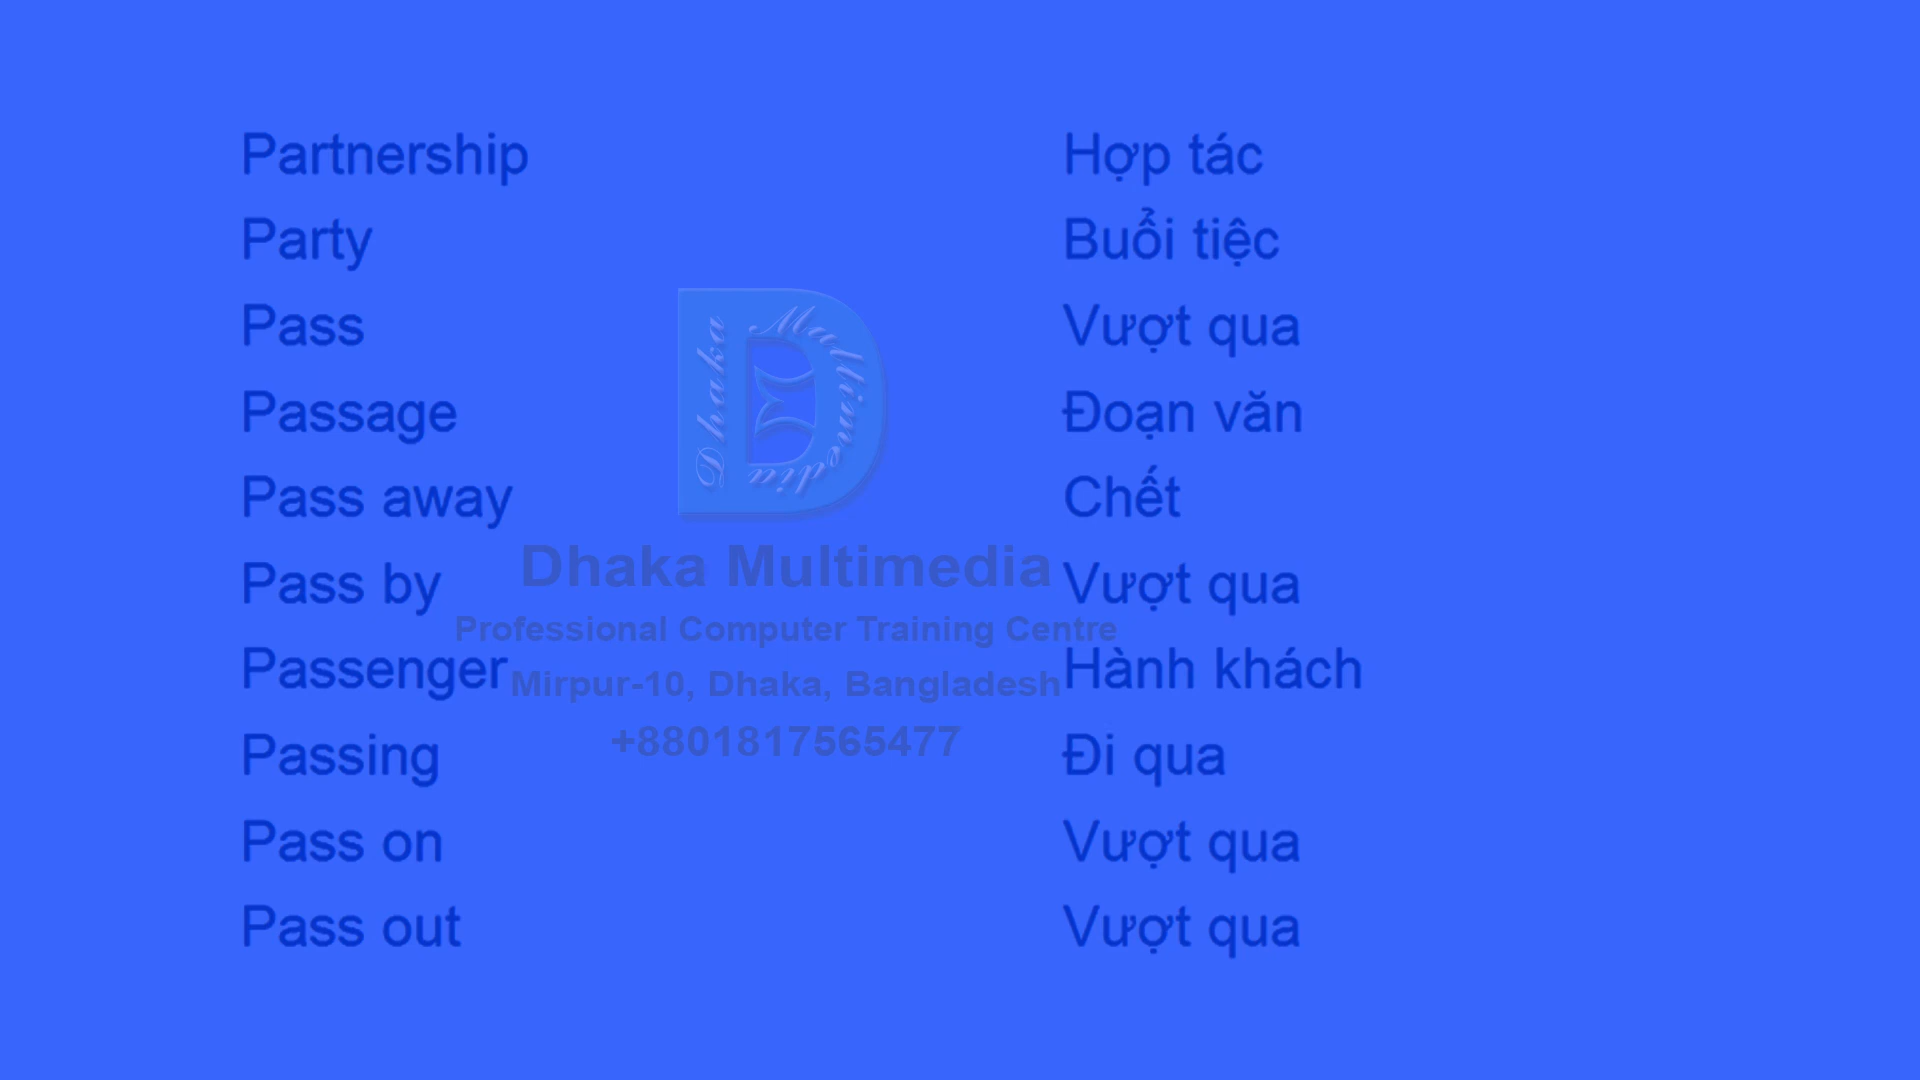 Partnership Hợp tác
Party Buổi tiệc
Pass Vượt qua
Passage Đoạn văn
Pass away Chết
Pass by Vượt qua
Passenger Hành khách
Passing Đi qua
Pass on Vượt qua
Pass out Vượt qua
Dhaka Multimedia
Dhaka Multimedia
Professional Computer Training Centre
Mirpur-10, Dhaka, Bangladesh
+8801817565477